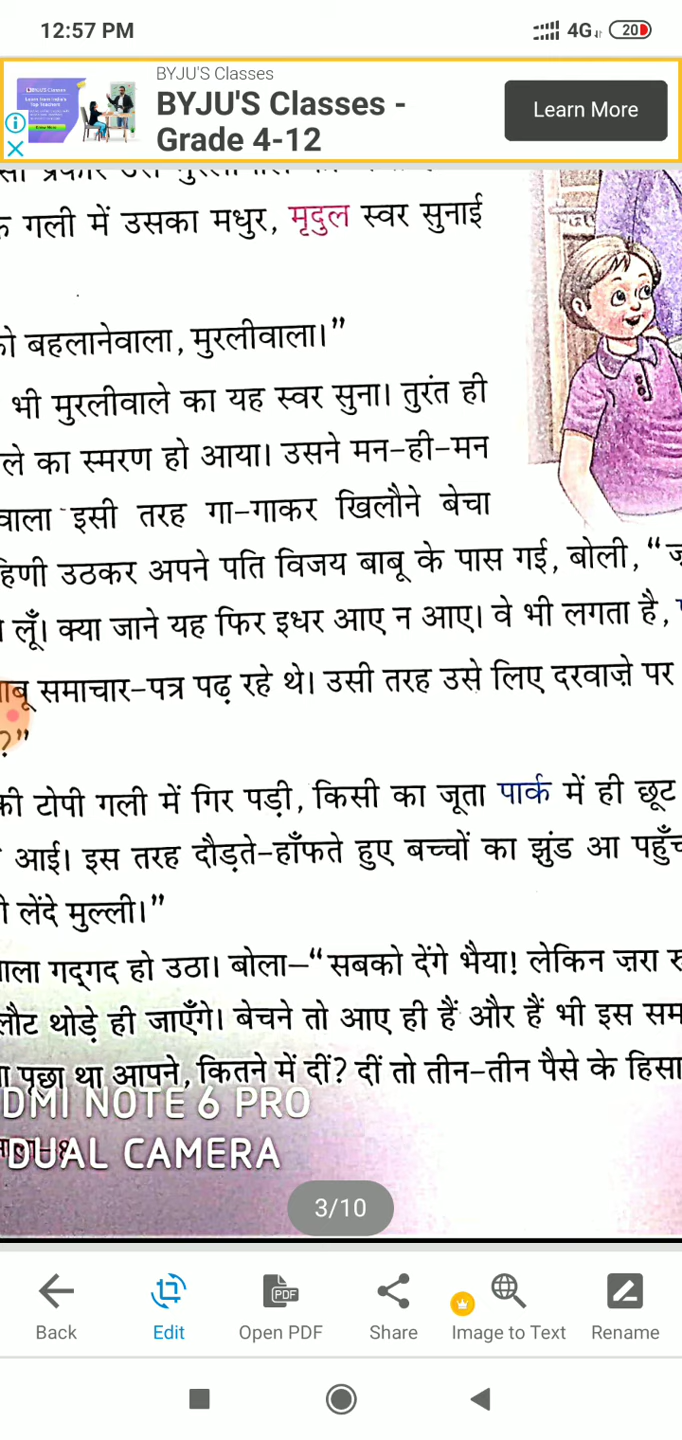 12:57 PM
4G 20
BYJU'S Classes
BYJU'S Classes -
Grade 4-12
Learn More
गली में उसका मधुर, मृदुल स्वर सुनाई
बहलानेवाला, मुरलीवाला।”
भी मुरलीवाले का यह स्वर सुना। तुरंत ही
ले का स्मरण हो आया। उसने मन-ही-मन
वाला इसी तरह गा-गाकर खिलौने बेचा
हिणी उठकर अपने पति विजय बाबू के पास गई, बोली, “
लूँ। क्या जाने यह फिर इधर आए न आए। वे भी लगता है,
बू समाचार-पत्र पढ़ रहे थे। उसी तरह उसे लिए दरवाज़े पर
?”
की टोपी गली में गिर पड़ी, किसी का जूता पार्क में ही छूट
आई। इस तरह दौड़ते-हाँफते हुए बच्चों का झुंड आ पहुँच
लेंदे मुल्ली।”
ला गद्गद हो उठा। बोला—“सबको देंगे भैया! लेकिन ज़रा
लौट थोड़े ही जाएँगे। बेचने तो आए ही हैं और हैं भी इस सम
पूछा था आपने, कितने में दीं? दीं तो तीन-तीन पैसे के हिसा
DMI NOTE 6 PRO
DUAL CAMERA
3/10
Back
Edit
PDF
Open PDF
Share
Image to Text
Rename